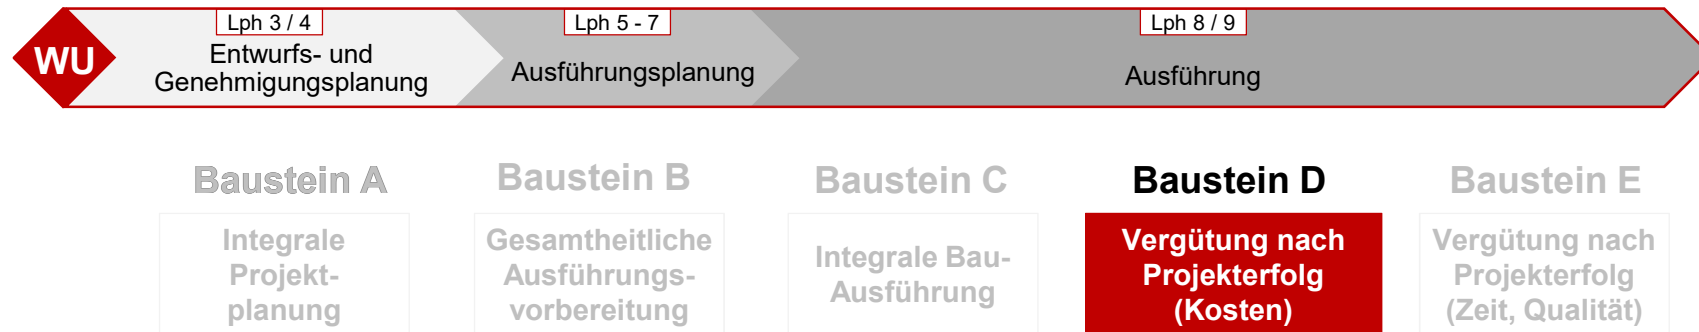 WU
Lph 3 / 4
Entwurfs- und
Genehmigungsplanung
Lph 5 - 7
Ausführungsplanung
Lph 8 / 9
Ausführung
Baustein A
Integrale
Projekt-
planung
Baustein B
Gesamtheitliche
Ausführungs-
vorbereitung
Baustein C
Integrale Bau-
Ausführung
Baustein D
Vergütung nach
Projekterfolg
(Kosten)
Baustein E
Vergütung nach
Projekterfolg
(Zeit, Qualität)